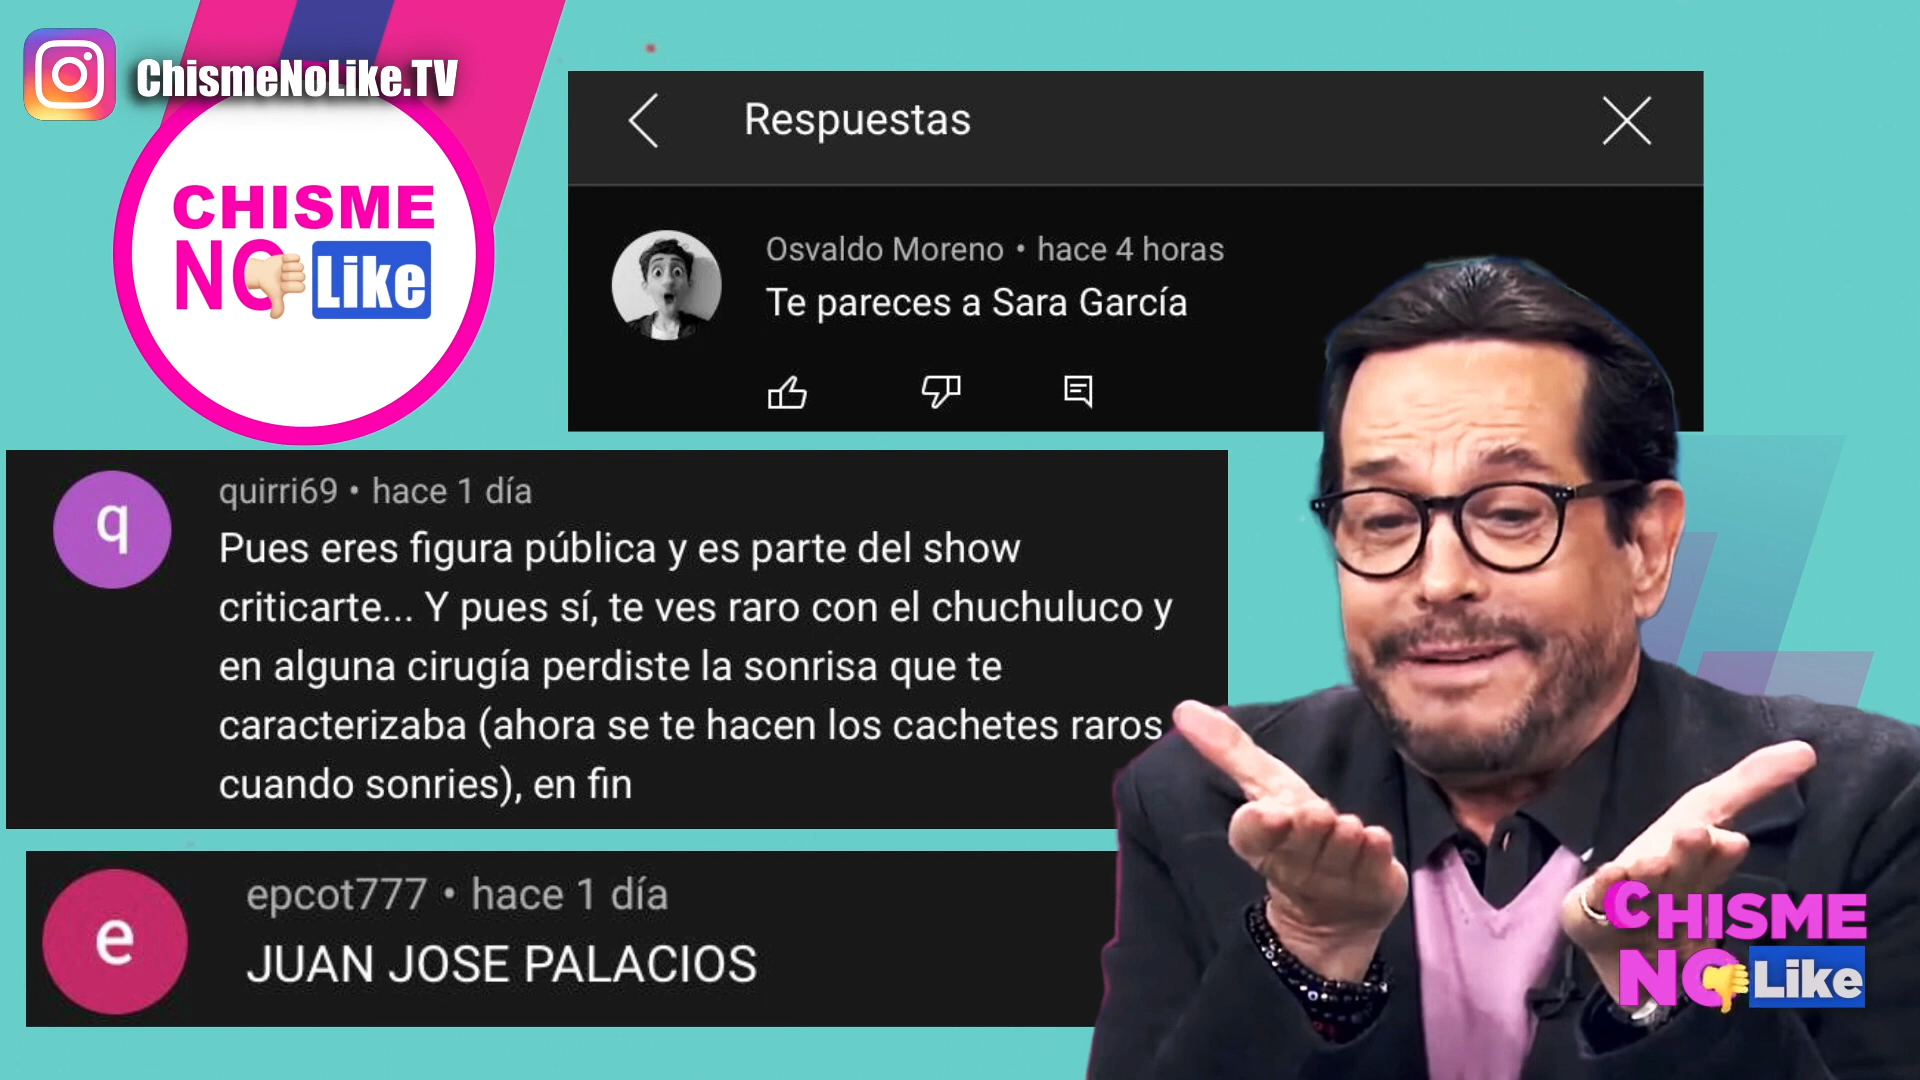 ChismeNoLike.TV
CHISME
NO Like
Respuestas
Osvaldo Moreno • hace 4 horas
Te pareces a Sara García
q
quirri69 • hace 1 día
Pues eres figura pública y es parte del show
criticarte... Y pues sí, te ves raro con el chuchuluco y
en alguna cirugía perdiste la sonrisa que te
caracterizaba (ahora se te hacen los cachetes raros
cuando sonries), en fin
e
epcot777 • hace 1 día
JUAN JOSE PALACIOS
CHISME
NO Like